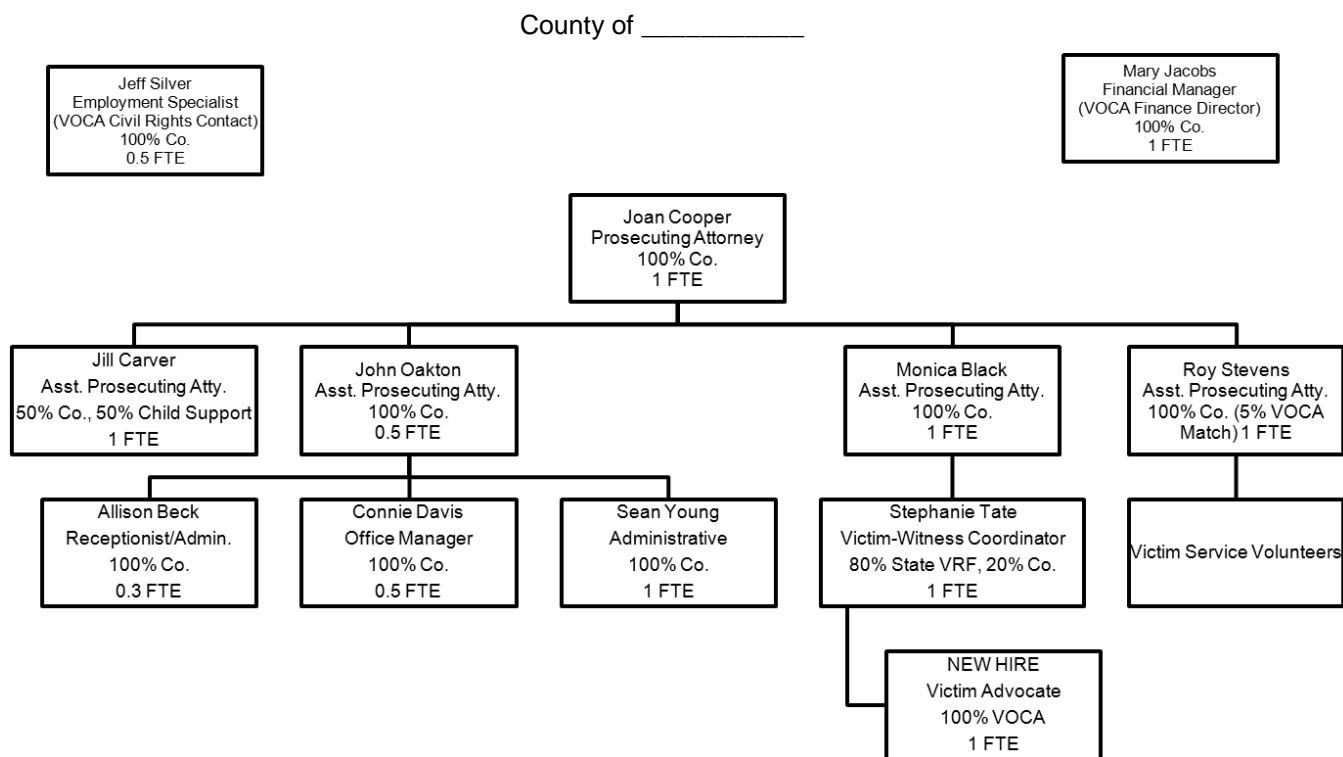 County of ___________
Jeff Silver
Employment Specialist
(VOCA Civil Rights Contact)
100% Co.
0.5 FTE
Mary Jacobs
Financial Manager
(VOCA Finance Director)
100% Co.
1 FTE
Joan Cooper
Prosecuting Attorney
100% Co.
1 FTE
Jill Carver
Asst. Prosecuting Atty.
50% Co., 50% Child Support
1 FTE
John Oakton
Asst. Prosecuting Atty.
100% Co.
0.5 FTE
Monica Black
Asst. Prosecuting Atty.
100% Co.
1 FTE
Roy Stevens
Asst. Prosecuting Atty.
100% Co. (5% VOCA
Match) 1 FTE
Allison Beck
Receptionist/Admin.
100% Co.
0.3 FTE
Connie Davis
Office Manager
100% Co.
0.5 FTE
Sean Young
Administrative
100% Co.
1 FTE
Stephanie Tate
Victim-Witness Coordinator
80% State VRF, 20% Co.
1 FTE
Victim Service Volunteers
NEW HIRE
Victim Advocate
100% VOCA
1 FTE